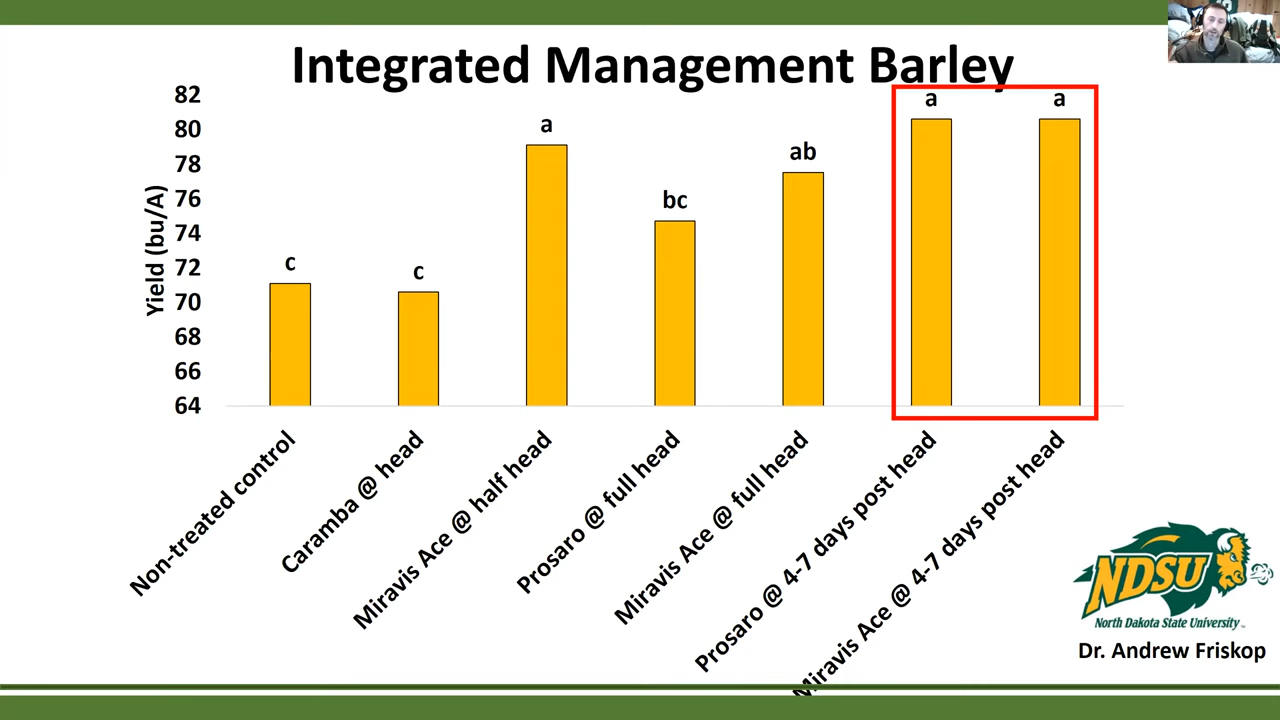 Integrated Management Barley
Yield (bu/A)
82
80
78
76
74
72
70
68
66
64
c
c
a
bc
ab
a
a
Non-treated control
Caramba @ head
Miravis Ace @ half head
Prosaro @ full head
Miravis Ace @ full head
Prosaro @ 4-7 days post head
Miravis Ace @ 4-7 days post head
NDSU
North Dakota State University
Dr. Andrew Friskop